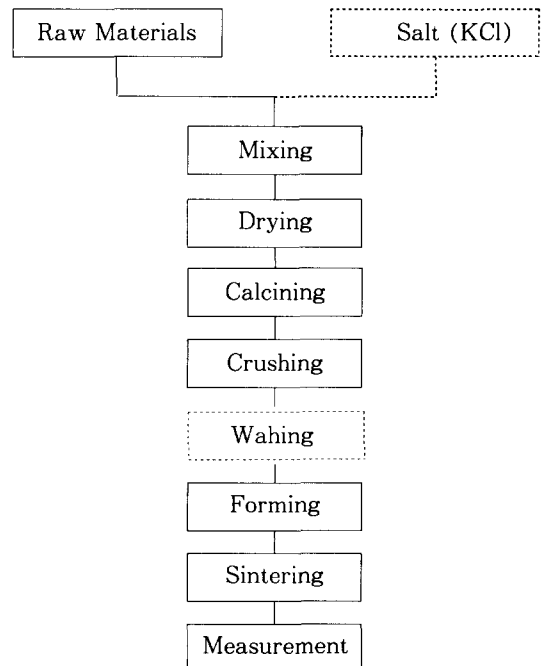 Raw Materials
Salt (KCl)
Mixing
Drying
Calcining
Crushing
Wahing
Forming
Sintering
Measurement